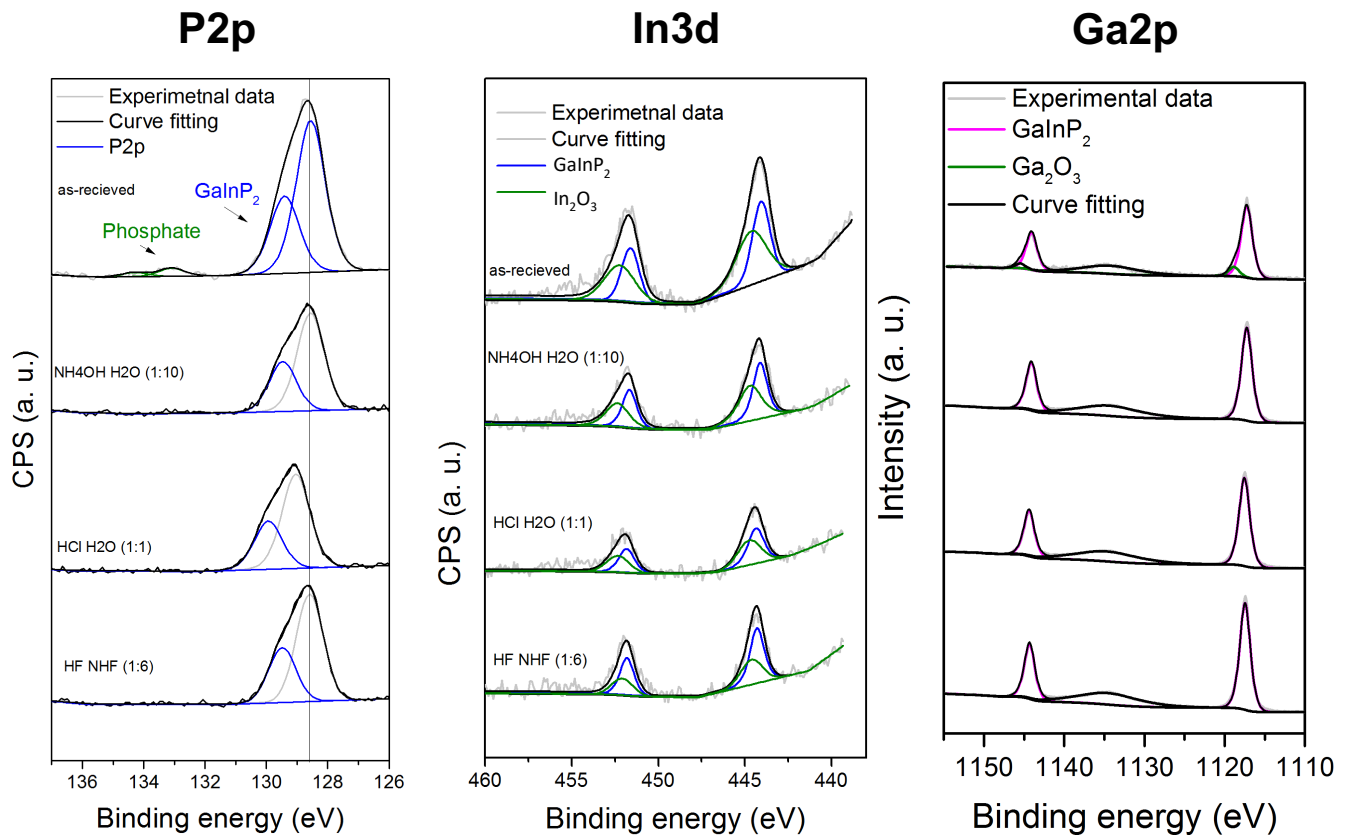 P2p
In3d
Ga2p
Experimetnal data
Curve fitting
P2p
as-recieved
GaInP2
Phosphate
NH4OH H2O (1:10)
HCl H2O (1:1)
HF NHF (1:6)
CPS (a. u.)
136 134 132 130 128 126
Binding energy (eV)
Experimetnal data
Curve fitting
GaInP2
In2O3
as-recieved
NH4OH H2O (1:10)
HCl H2O (1:1)
HF NHF (1:6)
CPS (a. u.)
460 455 450 445 440
Binding energy (eV)
Experimental data
GaInP2
Ga2O3
Curve fitting
Intensity (a. u.)
1150 1140 1130 1120 1110
Binding energy (eV)